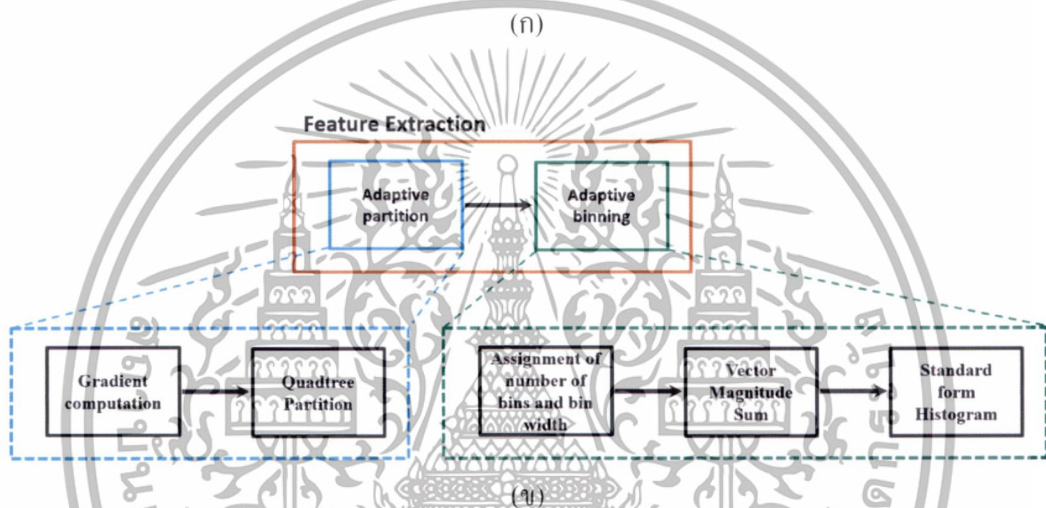 (ก)
Feature Extraction
Adaptive
partition
Adaptive
binning
Gradient
computation
Quadtree
Partition
Assignment of
number of
bins and bin
width
Vector
Magnitude
Sum
Standard
form
Histogram
(ข)